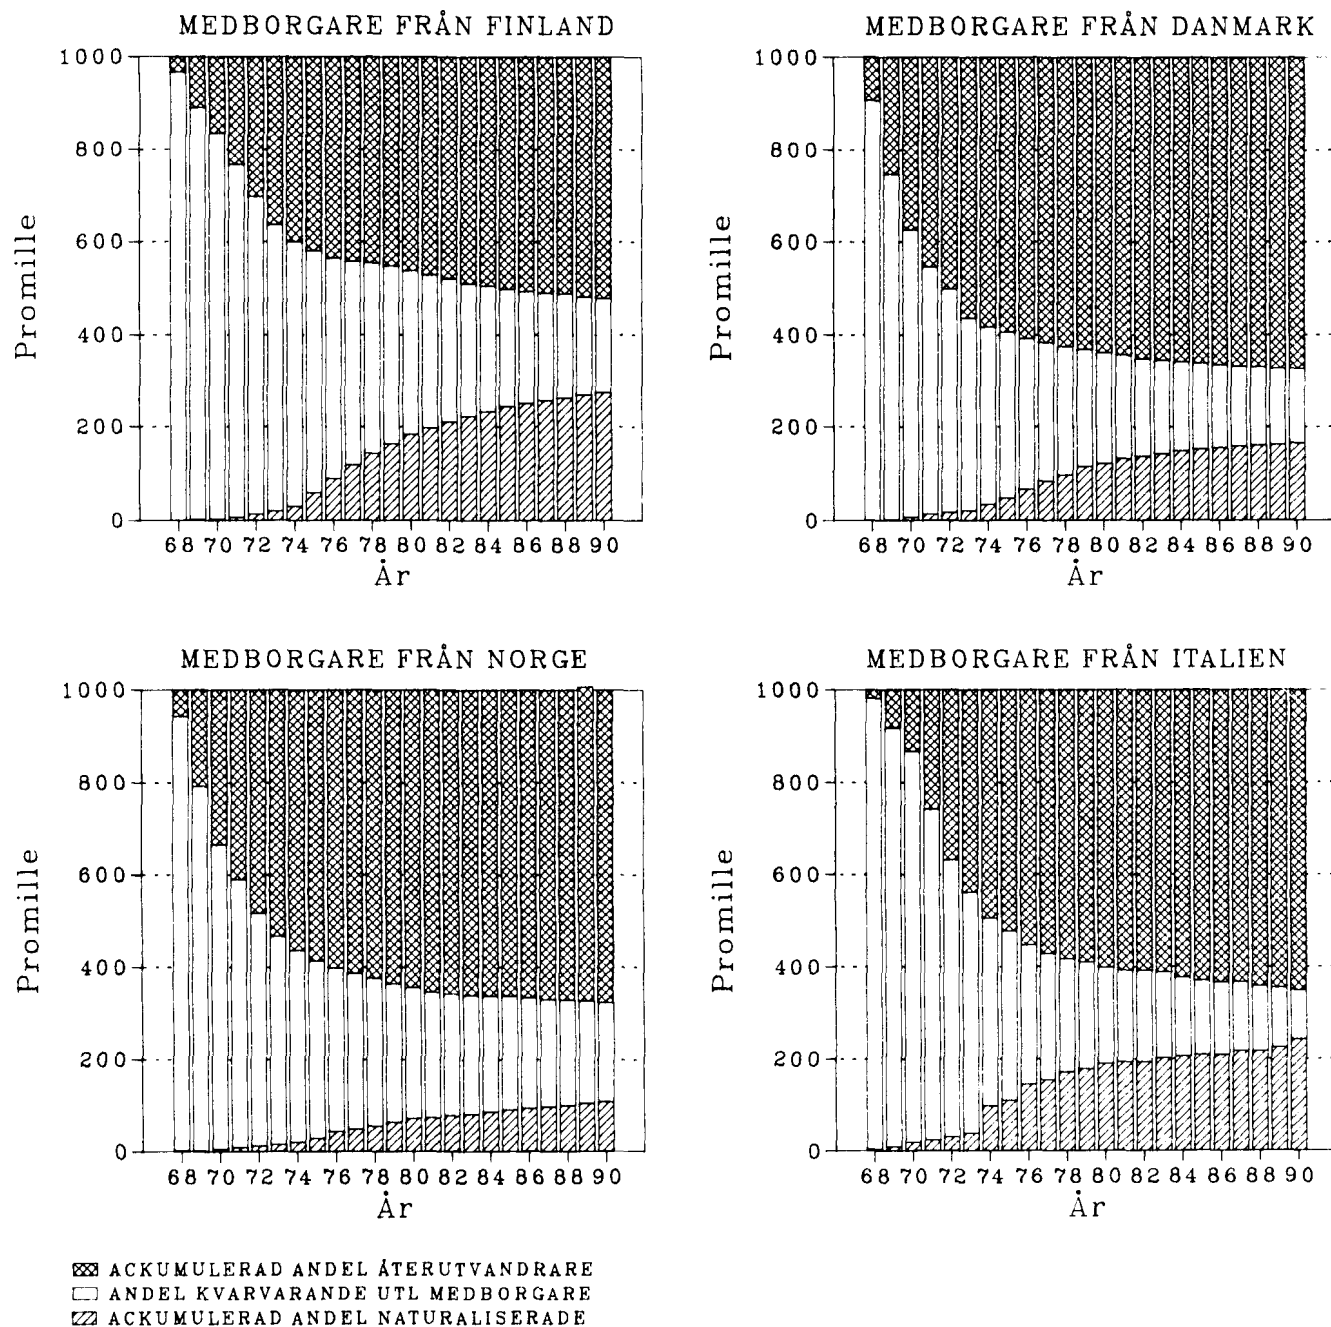 MEDBORGARE FRÅN FINLAND
1000
800
600
400
200
0
Promille
68 70 72 74 76 78 80 82 84 86 88 90
År
MEDBORGARE FRÅN DANMARK
1000
800
600
400
200
0
Promille
68 70 72 74 76 78 80 82 84 86 88 90
År
MEDBORGARE FRÅN NORGE
1000
800
600
400
200
0
Promille
68 70 72 74 76 78 80 82 84 86 88 90
År
MEDBORGARE FRÅN ITALIEN
1000
800
600
400
200
0
Promille
68 70 72 74 76 78 80 82 84 86 88 90
År
ACKUMULERAD ANDEL ÅTERUTVANDRARE
ANDEL KVARVARANDE UTL MEDBORGARE
ACKUMULERAD ANDEL NATURALISERADE